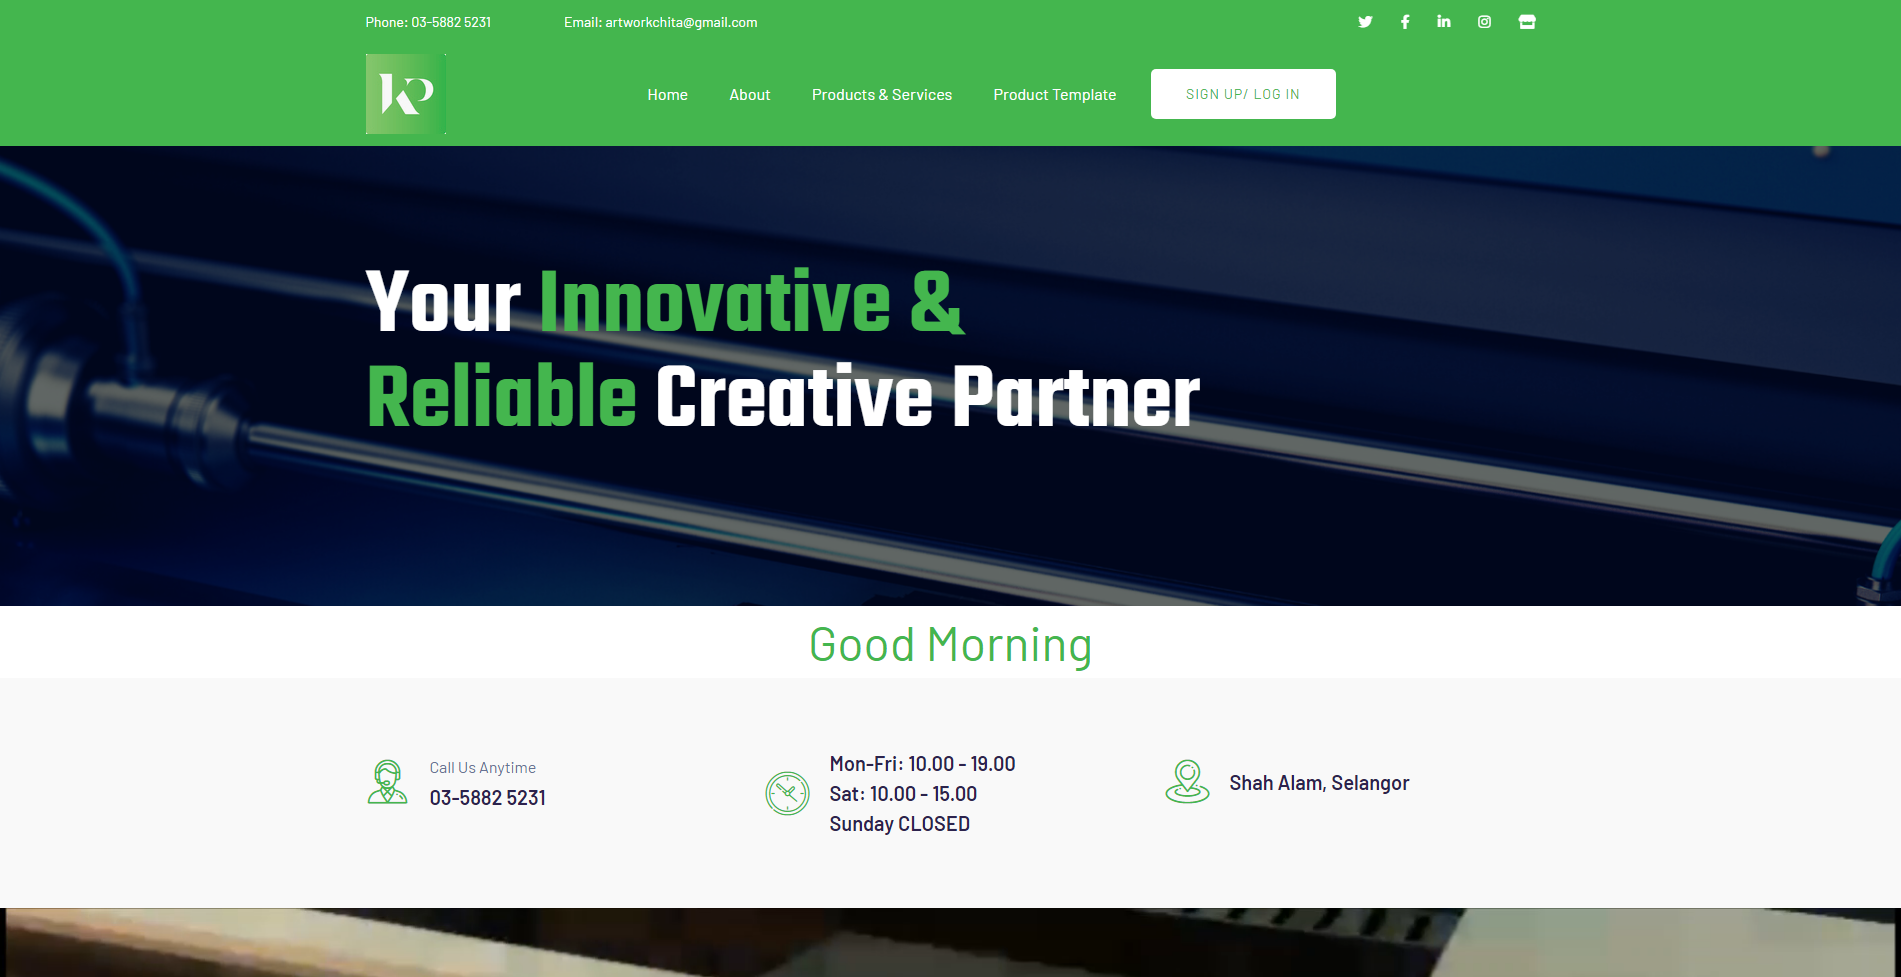 Phone: 03-5882 5231
Email: artworkchita@gmail.com
KP
Home
About
Products & Services
Product Template
SIGN UP/ LOG IN
Your Innovative &
Reliable Creative Partner
Good Morning
Call Us Anytime
03-5882 5231
Mon-Fri: 10.00 - 19.00
Sat: 10.00 - 15.00
Sunday CLOSED
Shah Alam, Selangor